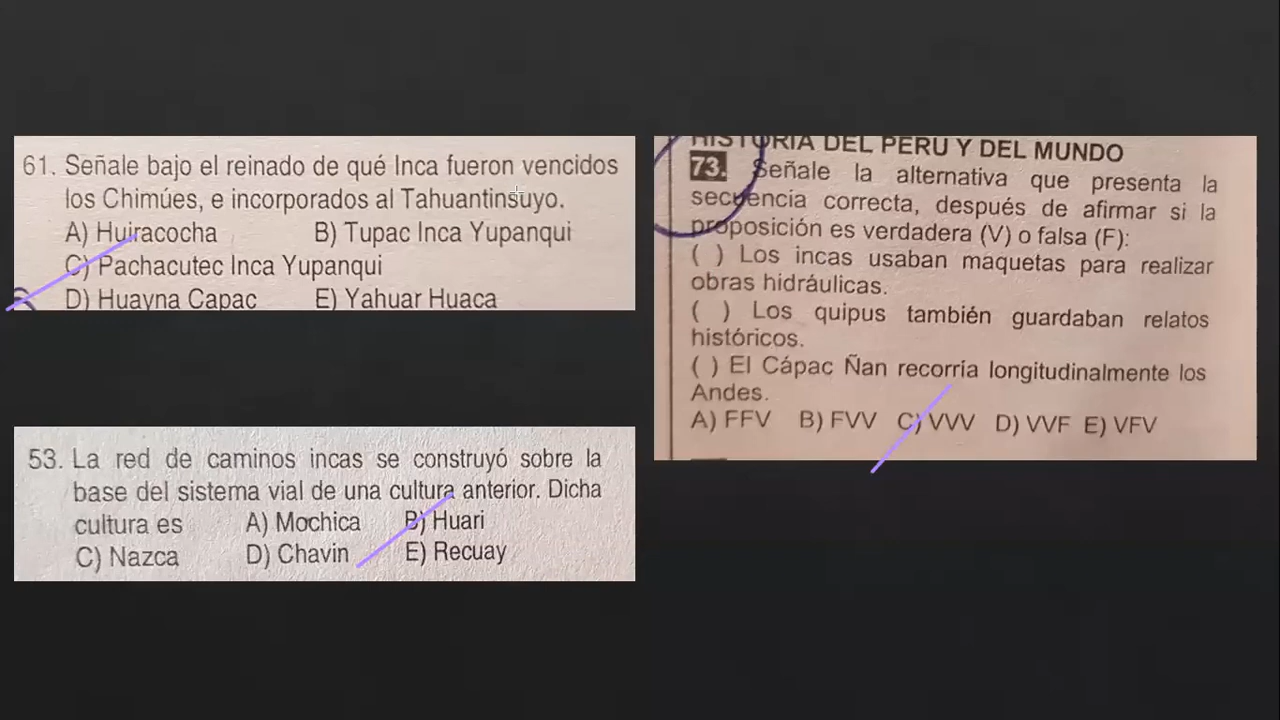 61. Señale bajo el reinado de qué Inca fueron vencidos
los Chimúes, e incorporados al Tahuantinsuyo.
A) Huiracocha B) Tupac Inca Yupanqui
C) Pachacutec Inca Yupanqui
D) Huayna Capac E) Yahuar Huaca
53. La red de caminos incas se construyó sobre la
base del sistema vial de una cultura anterior. Dicha
cultura es A) Mochica B) Huari
C) Nazca D) Chavin E) Recuay
HISTORIA DEL PERU Y DEL MUNDO
73. Señale la alternativa que presenta la
secuencia correcta, después de afirmar si la
proposición es verdadera (V) o falsa (F):
( ) Los incas usaban maquetas para realizar
obras hidráulicas.
( ) Los quipus también guardaban relatos
históricos.
( ) El Cápac Ñan recorría longitudinalmente los
Andes.
A) FFV B) FVV C) VVV D) VVF E) VFV